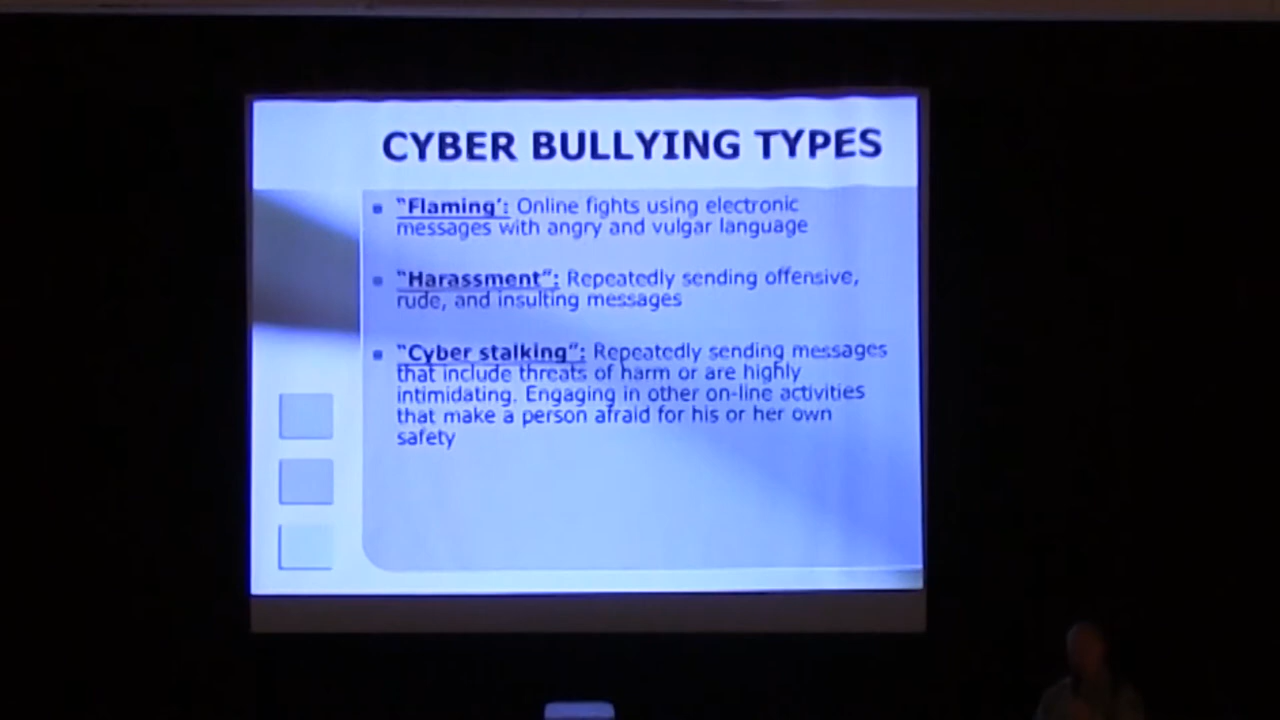 CYBER BULLYING TYPES
"Flaming': Online fights using electronic
messages with angry and vulgar language
"Harassment": Repeatedly sending offensive,
rude, and insulting messages
"Cyber stalking": Repeatedly sending messages
that include threats of harm or are highly
intimidating. Engaging in other on-line activities
that make a person afraid for his or her own
safety